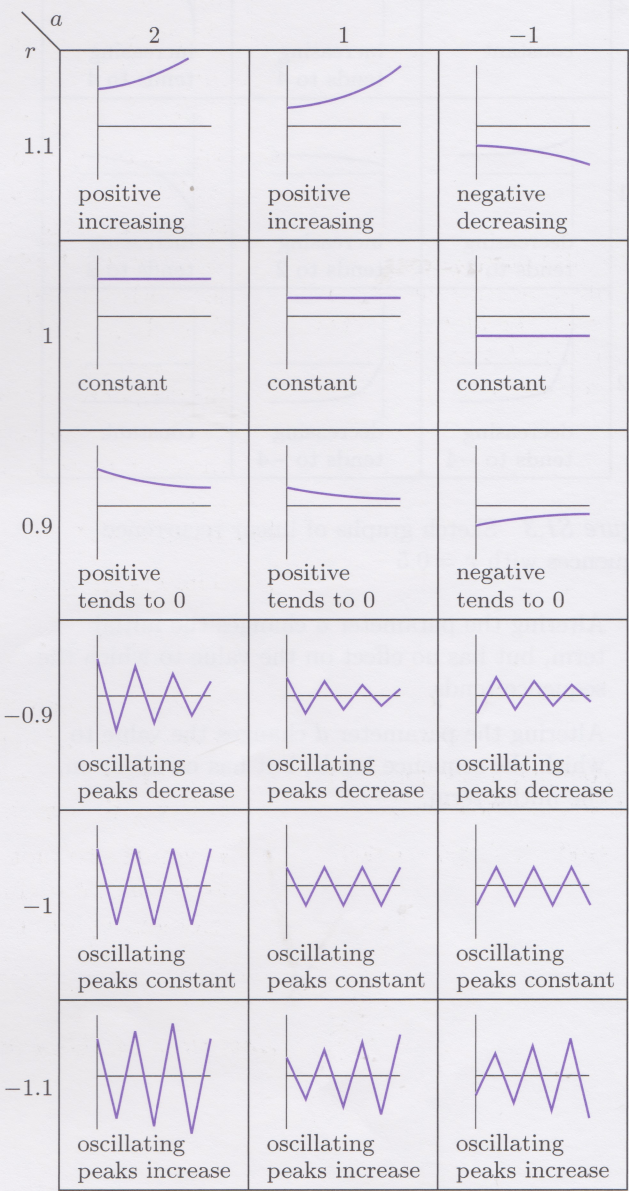 a
r
2 1 −1
1.1
positive increasing
positive increasing
negative decreasing
1
constant
constant
constant
0.9
positive tends to 0
positive tends to 0
negative tends to 0
−0.9
oscillating peaks decrease
oscillating peaks decrease
oscillating peaks decrease
−1
oscillating peaks constant
oscillating peaks constant
oscillating peaks constant
−1.1
oscillating peaks increase
oscillating peaks increase
oscillating peaks increase